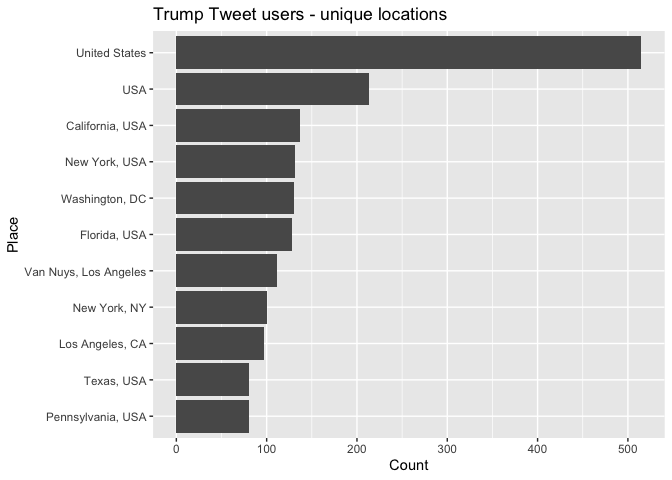 Trump Tweet users - unique locations
United States
USA
California, USA
New York, USA
Washington, DC
Florida, USA
Van Nuys, Los Angeles
New York, NY
Los Angeles, CA
Texas, USA
Pennsylvania, USA
Place
0 100 200 300 400 500
Count